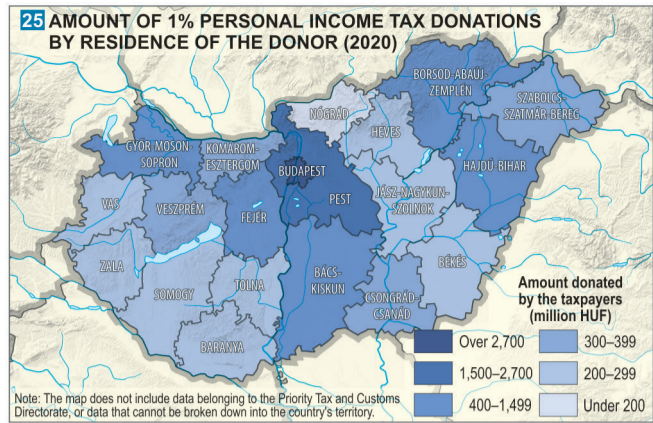 25 AMOUNT OF 1% PERSONAL INCOME TAX DONATIONS
BY RESIDENCE OF THE DONOR (2020)
BORSOD-ABAÚJ-
ZEMPLÉN
SZABOLCS-
SZATMÁR-BEREG
NÓGRÁD
HEVES
GYŐR-MOSON-
SOPRON
KOMÁROM-
ESZTERGOM
BUDAPEST
HAJDÚ-BIHAR
PEST
JÁSZ-NAGYKUN-
SZOLNOK
VAS
VESZPRÉM
FEJÉR
ZALA
SOMOGY
TOLNA
BÁCS-
KISKUN
BÉKÉS
CSONGRÁD-
CSANÁD
BARANYA
Amount donated
by the taxpayers
(million HUF)
Over 2,700
300–399
1,500–2,700
200–299
400–1,499
Under 200
Note: The map does not include data belonging to the Priority Tax and Customs
Directorate, or data that cannot be broken down into the country's territory.